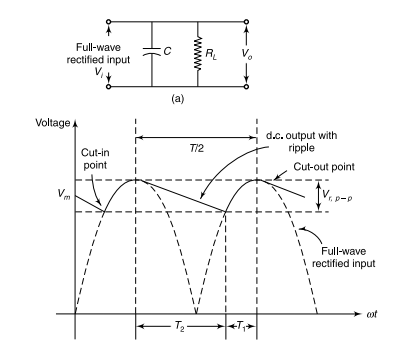 Full-wave
rectified input
V_i
C
R_L
V_o
(a)
Voltage
T/2
d.c. output with
ripple
Cut-in
point
Cut-out point
V_m
V_{r, p–p}
Full-wave
rectified input
ωt
T_2
T_1